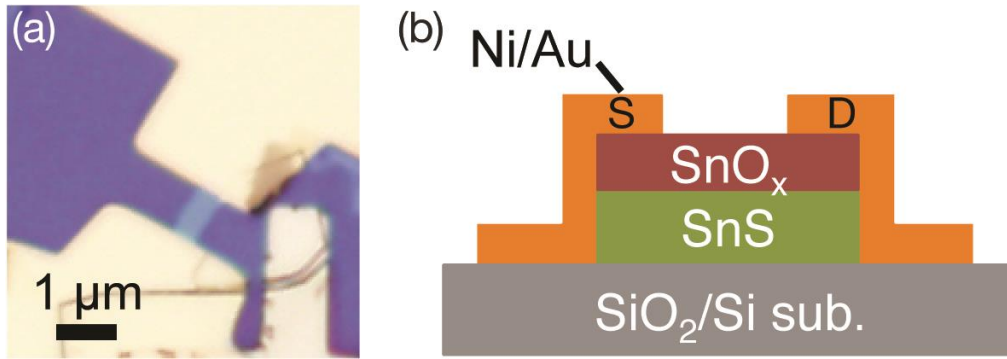 (a)
1 μm
(b)
Ni/Au
S
D
SnOₓ
SnS
SiO₂/Si sub.